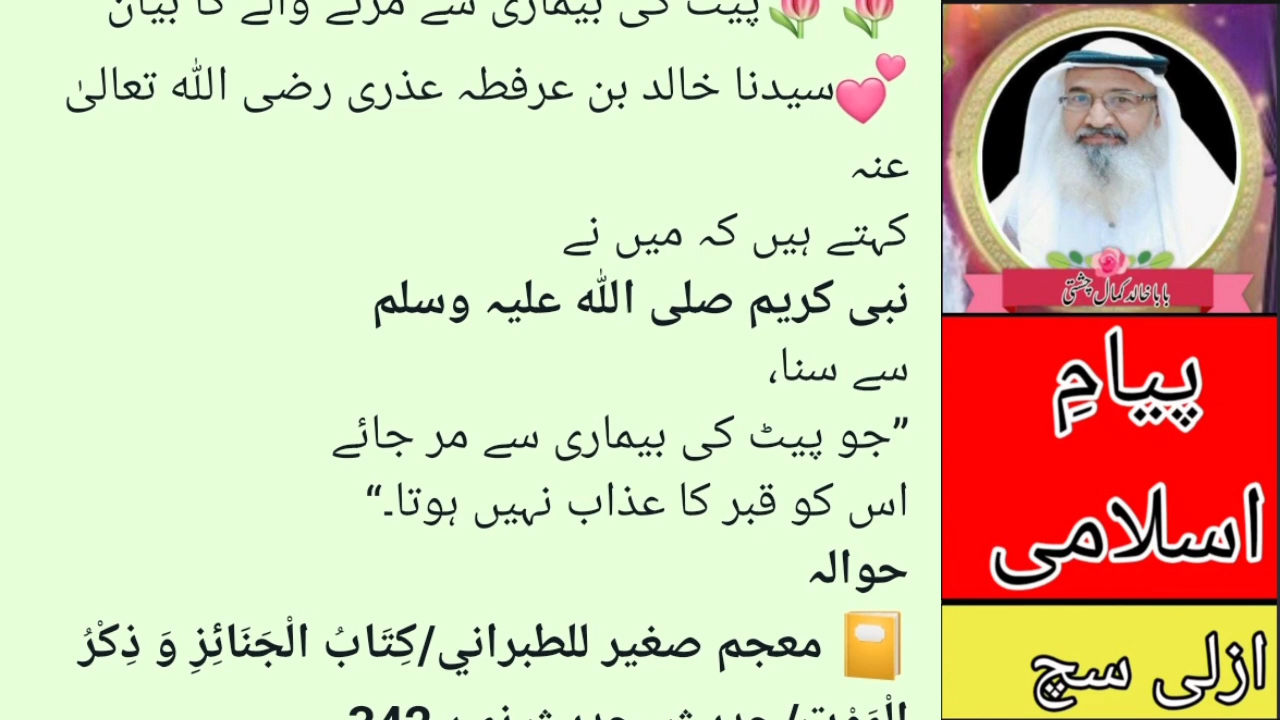 پیٹ کی بیماری سے مرنے والے کا بیان
سیدنا خالد بن عرفطہ عذری رضی اللہ تعالیٰ
عنہ
کہتے ہیں کہ میں نے
نبی کریم صلی اللہ علیہ وسلم
سے سنا،
”جو پیٹ کی بیماری سے مر جائے
اس کو قبر کا عذاب نہیں ہوتا۔“
حوالہ
معجم صغير للطبراني/كِتَابُ الْجَنَائِزِ وَ ذِكْرُ
الْمَوْت/
بابا خالد کمال چشتی
پیامِ
اسلامی
ازلی سچ